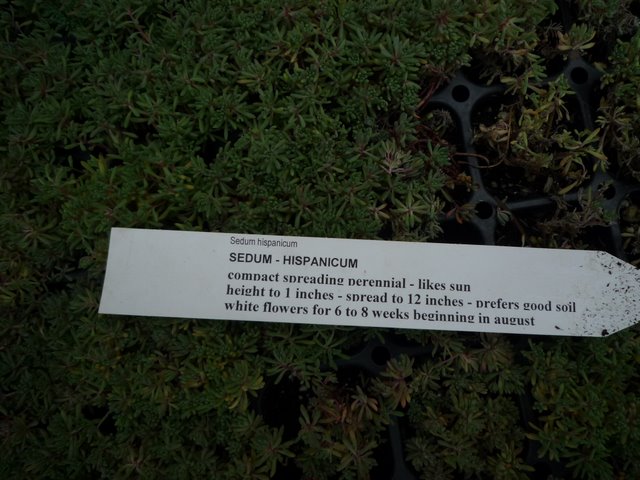 Sedum hispanicum
SEDUM - HISPANICUM
compact spreading perennial - likes sun
height to 1 inches - spread to 12 inches - prefers good soil
white flowers for 6 to 8 weeks beginning in august